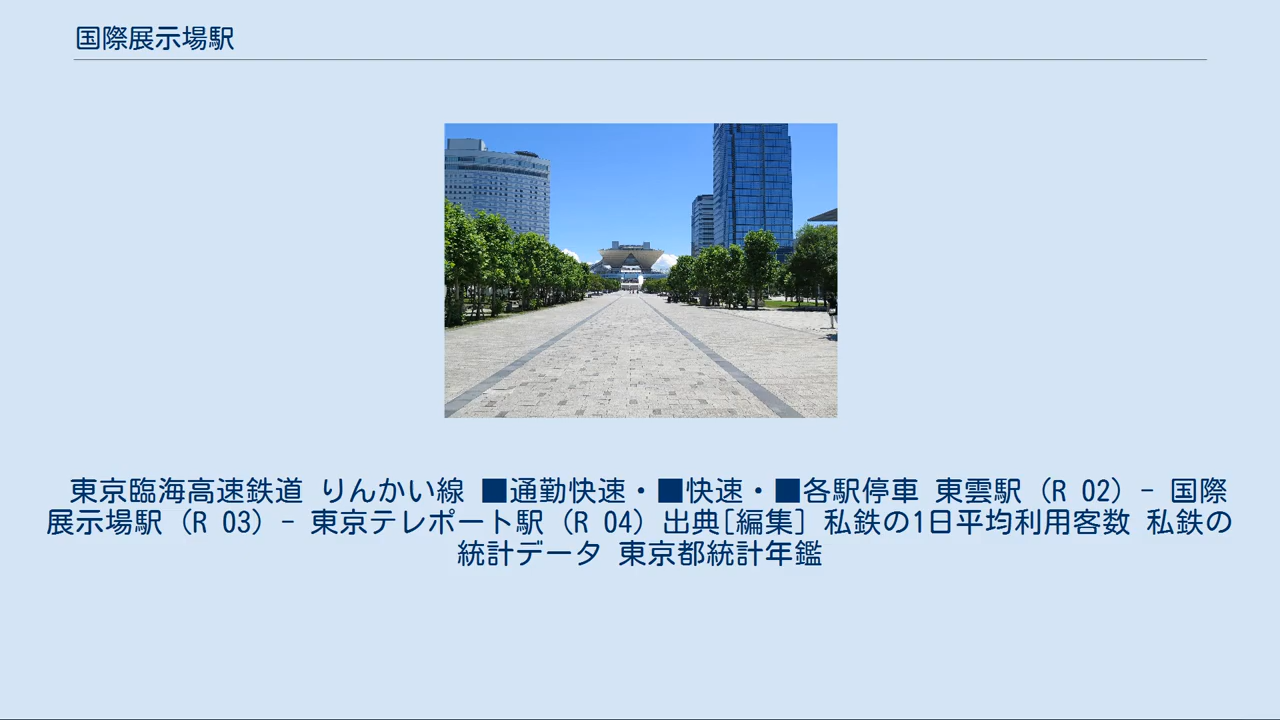 国際展示場駅
東京臨海高速鉄道 りんかい線 ■通勤快速・■快速・■各駅停車 東雲駅 (R 02) - 国際
展示場駅 (R 03) - 東京テレポート駅 (R 04) 出典[編集] 私鉄の1日平均利用客数 私鉄の
統計データ 東京都統計年鑑